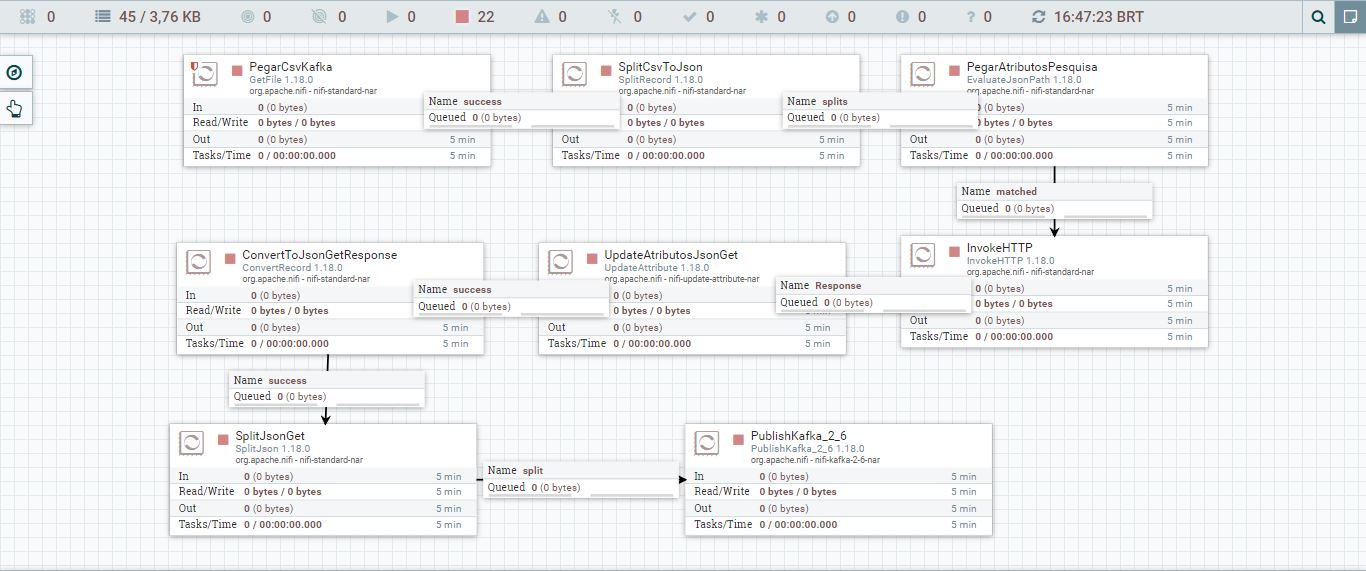 0 45 / 3,76 KB 0 0 0 22 0 0 0 0 0 0 ? 0 16:47:23 BRT
PegarCsvKafka
GetFile 1.18.0
org.apache.nifi - nifi-standard-nar
In 0 (0 bytes)
Read/Write 0 bytes / 0 bytes
Out 0 (0 bytes) 5 min
Tasks/Time 0 / 00:00:00.000 5 min
Name success
Queued 0 (0 bytes)
SplitCsvToJson
SplitRecord 1.18.0
org.apache.nifi - nifi-standard-nar
0 (0 bytes)
0 bytes / 0 bytes
Out 0 (0 bytes) 5 min
Tasks/Time 0 / 00:00:00.000 5 min
Name splits
Queued 0 (0 bytes)
PegarAtributosPesquisa
EvaluateJsonPath 1.18.0
org.apache.nifi - nifi-standard-nar
0 (0 bytes) 5 min
0 bytes / 0 bytes 5 min
Out 0 (0 bytes) 5 min
Tasks/Time 0 / 00:00:00.000 5 min
Name matched
Queued 0 (0 bytes)
ConvertToJsonGetResponse
ConvertRecord 1.18.0
org.apache.nifi - nifi-standard-nar
In 0 (0 bytes)
Read/Write 0 bytes / 0 bytes
Out 0 (0 bytes) 5 min
Tasks/Time 0 / 00:00:00.000 5 min
Name success
Queued 0 (0 bytes)
UpdateAtributosJsonGet
UpdateAttribute 1.18.0
org.apache.nifi - nifi-update-attribute-nar
0 (0 bytes)
0 bytes / 0 bytes
Out 0 (0 bytes) 5 min
Tasks/Time 0 / 00:00:00.000 5 min
Name Response
Queued 0 (0 bytes)
InvokeHTTP
InvokeHTTP 1.18.0
org.apache.nifi - nifi-standard-nar
0 (0 bytes) 5 min
0 bytes / 0 bytes 5 min
Out 0 (0 bytes) 5 min
Tasks/Time 0 / 00:00:00.000 5 min
Name success
Queued 0 (0 bytes)
SplitJsonGet
SplitJson 1.18.0
org.apache.nifi - nifi-standard-nar
In 0 (0 bytes) 5 min
Read/Write 0 bytes / 0 bytes 5 min
Out 0 (0 bytes) 5 min
Tasks/Time 0 / 00:00:00.000 5 min
Name split
Queued 0 (0 bytes)
PublishKafka_2_6
PublishKafka_2_6 1.18.0
org.apache.nifi - nifi-kafka-2-6-nar
In 0 (0 bytes) 5 min
Read/Write 0 bytes / 0 bytes 5 min
Out 0 (0 bytes) 5 min
Tasks/Time 0 / 00:00:00.000 5 min